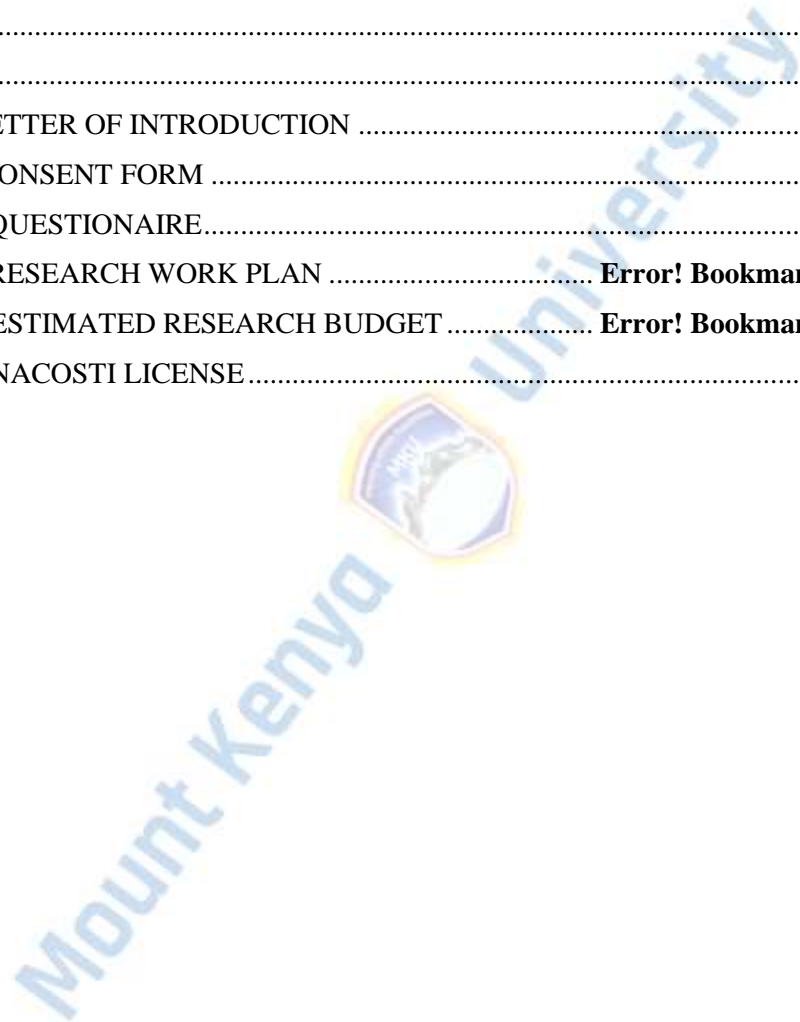 ................................................................
................................................................
ETTER OF INTRODUCTION ................................................
ONSENT FORM ................................................................
QUESTIONAIRE................................................................
RESEARCH WORK PLAN .................................... Error! Bookmar
ESTIMATED RESEARCH BUDGET .................... Error! Bookmar
NACOSTI LICENSE................................................................
Mount Kenya University
MKU